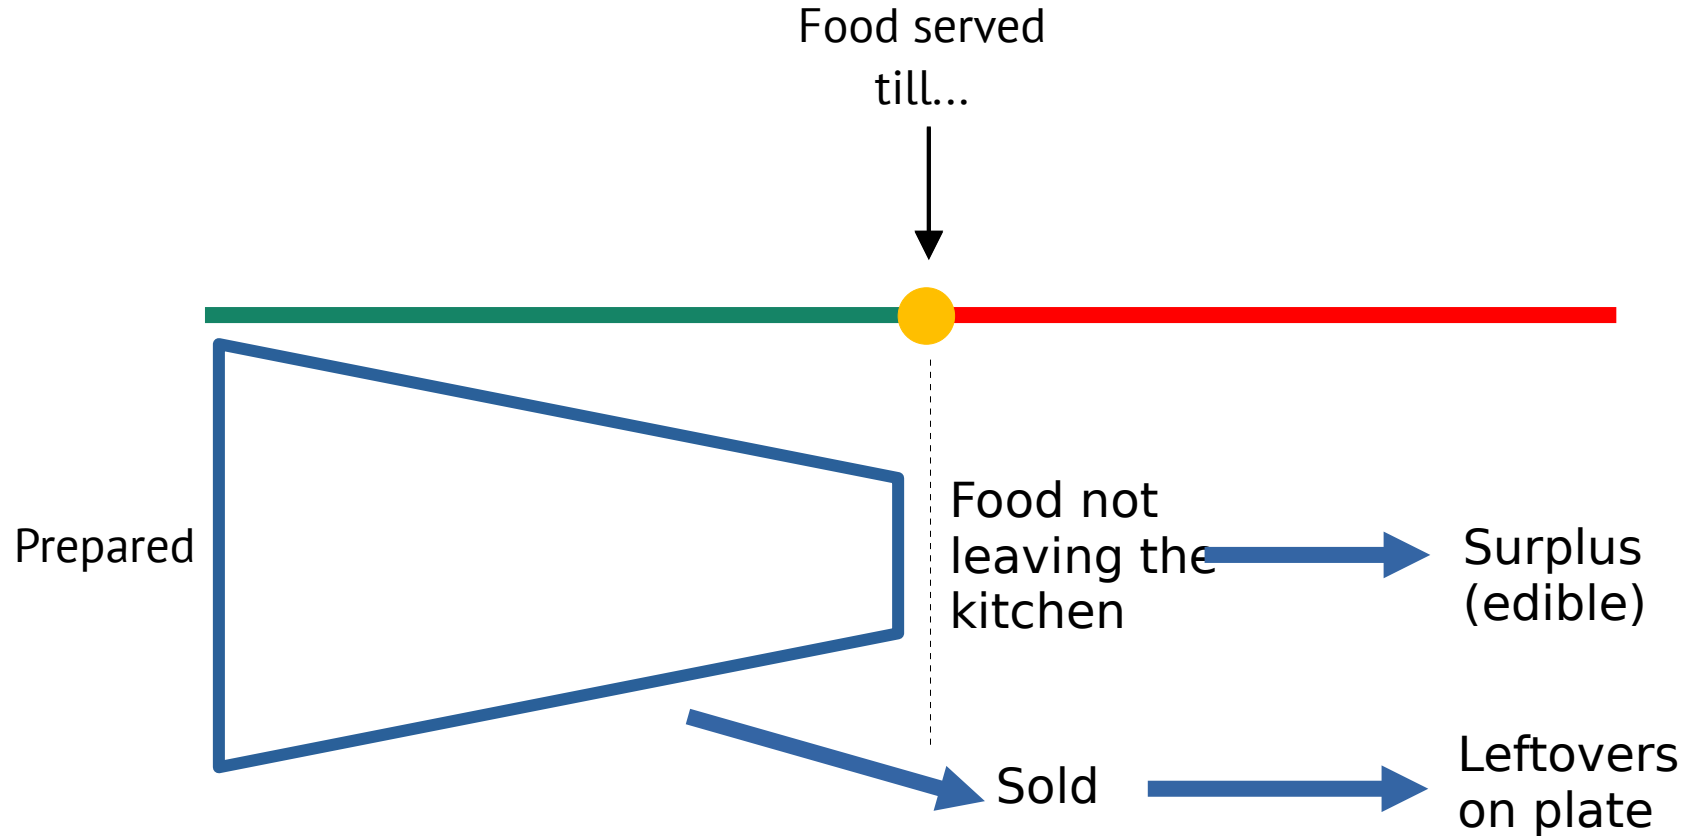 Food served
till...
Prepared
Food not
leaving the
kitchen
Surplus
(edible)
Sold
Leftovers
on plate